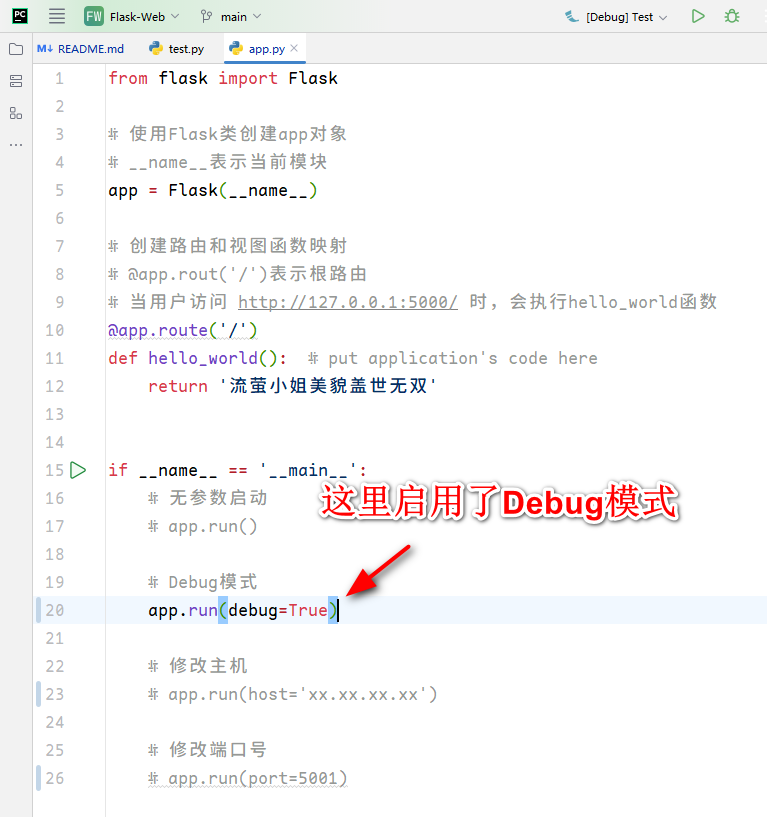 PC FW Flask-Web main [Debug] Test
M↓ README.md test.py app.py
1 from flask import Flask
2
3 # 使用Flask类创建app对象
4 # __name__表示当前模块
5 app = Flask(__name__)
6
7 # 创建路由和视图函数映射
8 # @app.rout('/')表示根路由
9 # 当用户访问 http://127.0.0.1:5000/ 时，会执行hello_world函数
10 @app.route('/')
11 def hello_world():  # put application's code here
12     return '流萤小姐美貌盖世无双'
13
14
15 if __name__ == '__main__':
这里启用了Debug模式
16     # 无参数启动
17     # app.run()
18
19     # Debug模式
20     app.run(debug=True)
21
22     # 修改主机
23     # app.run(host='xx.xx.xx.xx')
24
25     # 修改端口号
26     # app.run(port=5001)